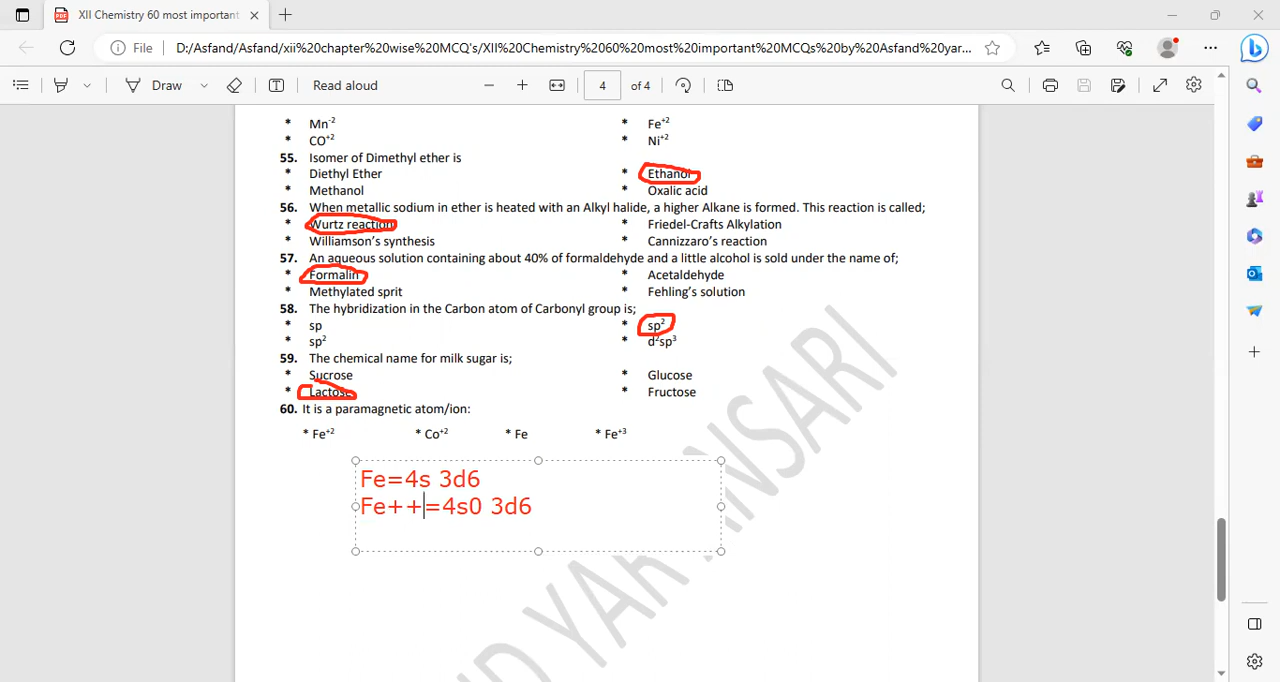 XII Chemistry 60 most important
File D:/Asfand/Asfand/xii%20chapter%20wise%20MCQs/XII%20Chemistry%2060%20most%20important%20MCQs%20by%20Asfand%20yar...
Draw Read aloud 4 of 4
* Mn-2 * Fe+2
* CO+2 * Ni+2
55. Isomer of Dimethyl ether is
* Diethyl Ether * Ethanol
* Methanol * Oxalic acid
56. When metallic sodium in ether is heated with an Alkyl halide, a higher Alkane is formed. This reaction is called;
* Wurtz reaction * Friedel-Crafts Alkylation
* Williamson's synthesis * Cannizzaro's reaction
57. An aqueous solution containing about 40% of formaldehyde and a little alcohol is sold under the name of;
* Formalin * Acetaldehyde
* Methylated sprit * Fehling's solution
58. The hybridization in the Carbon atom of Carbonyl group is;
* sp * sp2
* sp2 * d2sp3
59. The chemical name for milk sugar is;
* Sucrose * Glucose
* Lactose * Fructose
60. It is a paramagnetic atom/ion:
* Fe+2 * Co+2 * Fe * Fe+3
Fe=4s 3d6
Fe++=4s0 3d6
YAR ANSARI